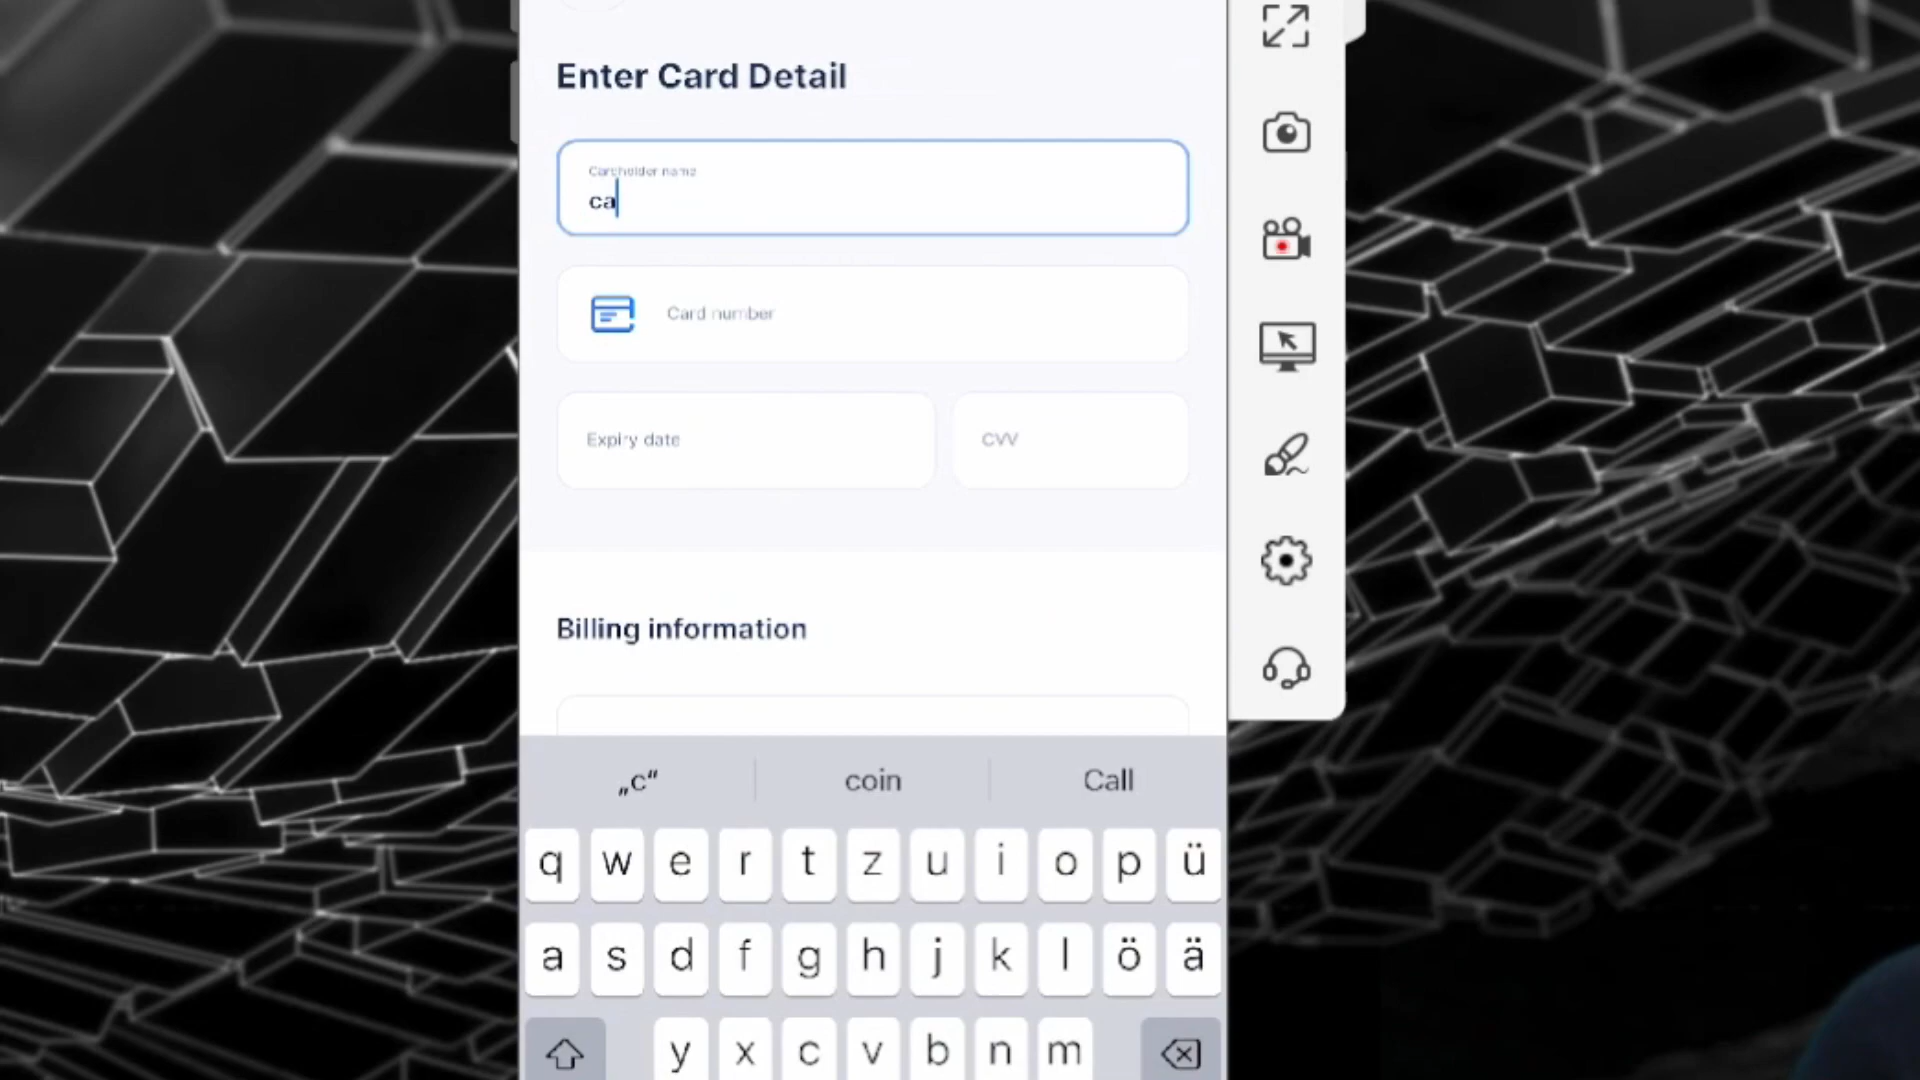 Enter Card Detail
Cardholder name
ca
Card number
Expiry date
CVV
Billing information
„c“
coin
Call
q w e r t z u i o p ü
a s d f g h j k l ö ä
y x c v b n m